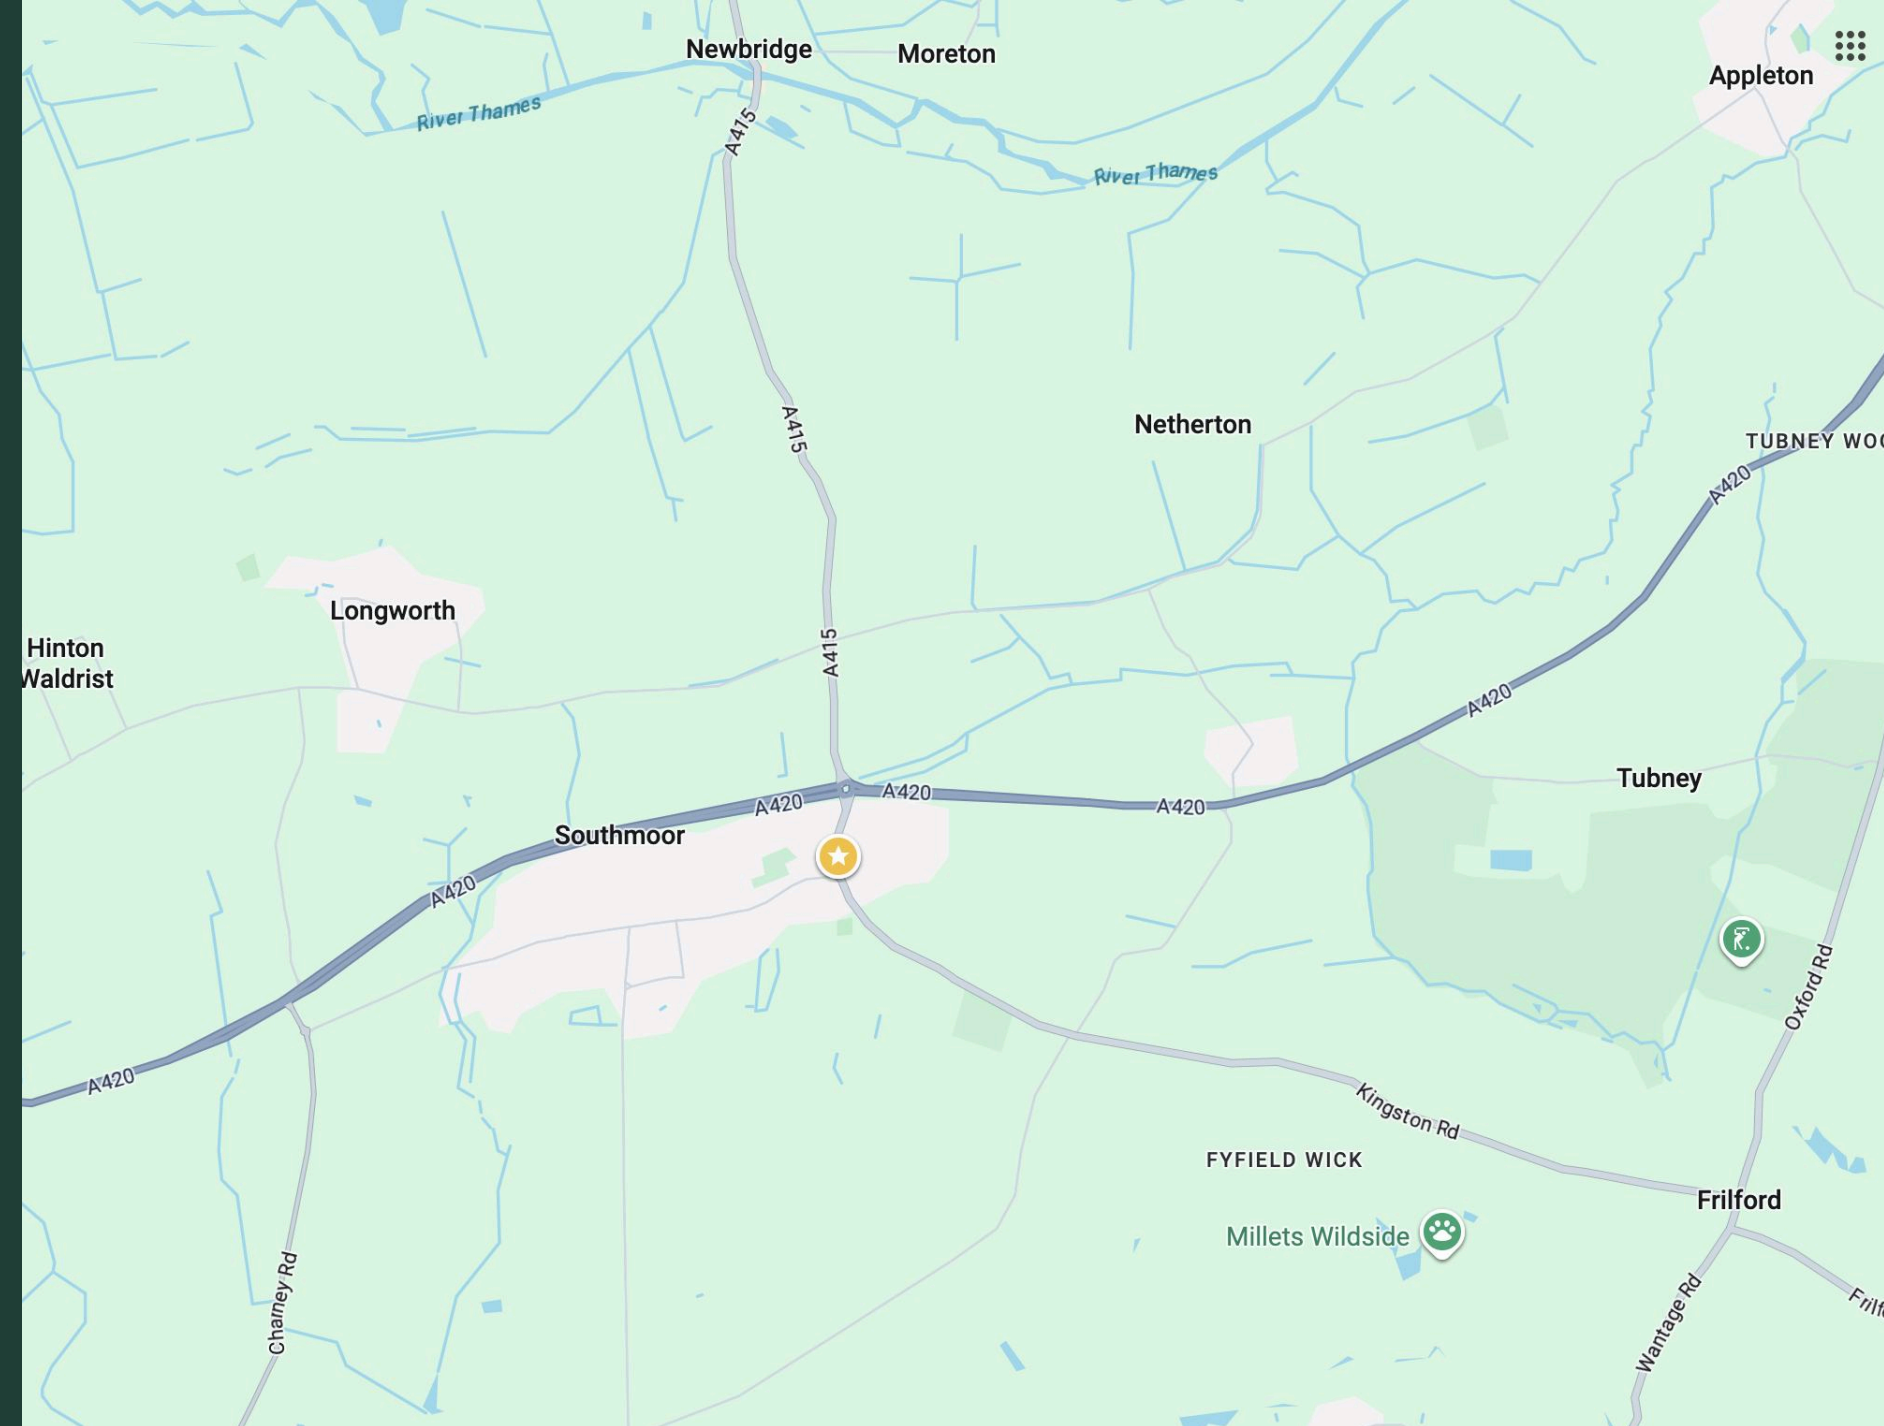 Newbridge
Moreton
Appleton
River Thames
A415
River Thames
A415
Netherton
TUBNEY WOO
A420
Longworth
A415
Hinton
Waldrist
A420
Tubney
A420
A420
A420
Southmoor
A420
Oxford Rd
A420
Kingston Rd
FYFIELD WICK
Frilford
Millets Wildside
Charney Rd
Wantage Rd
Frilf